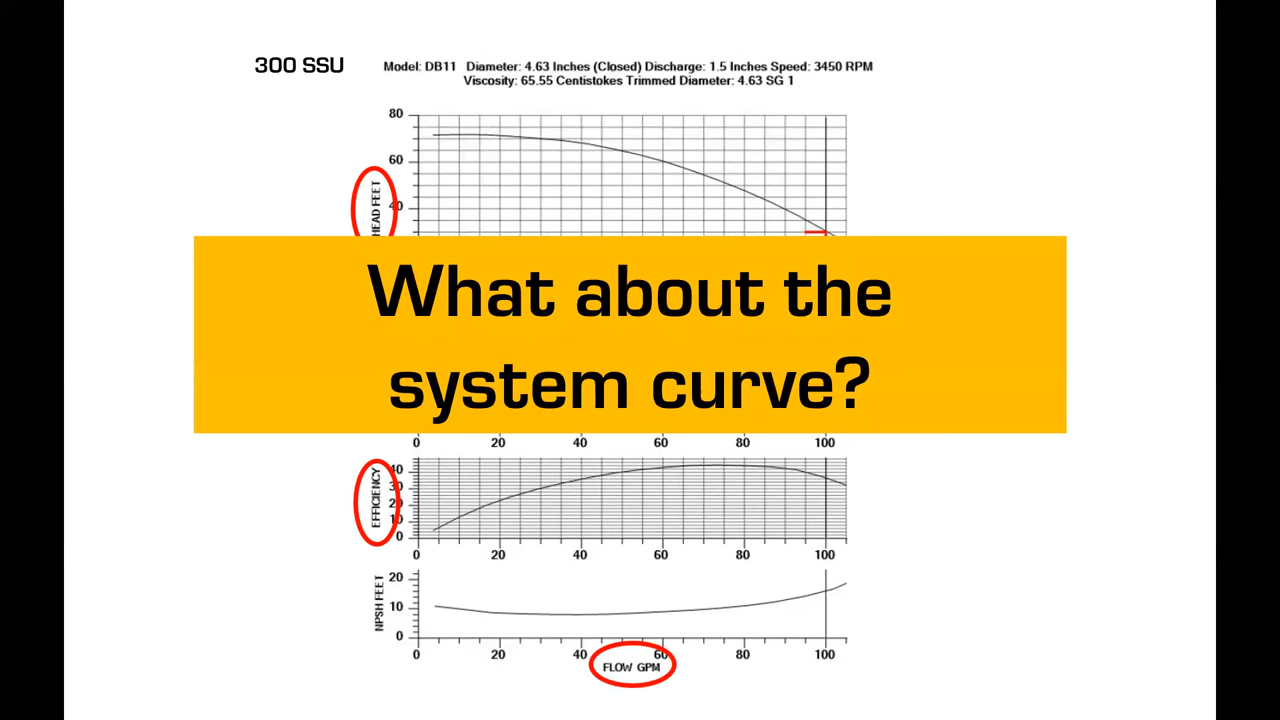 300 SSU
Model: DB11 Diameter: 4.63 Inches (Closed) Discharge: 1.5 Inches Speed: 3450 RPM
Viscosity: 65.55 Centistokes Trimmed Diameter: 4.63 SG 1
80
60
40
HEAD FEET
What about the
system curve?
0 20 40 60 80 100
EFFICIENCY
40
30
20
10
0
0 20 40 60 80 100
NPSH FEET
20
10
0
0 20 40 60 80 100
FLOW GPM